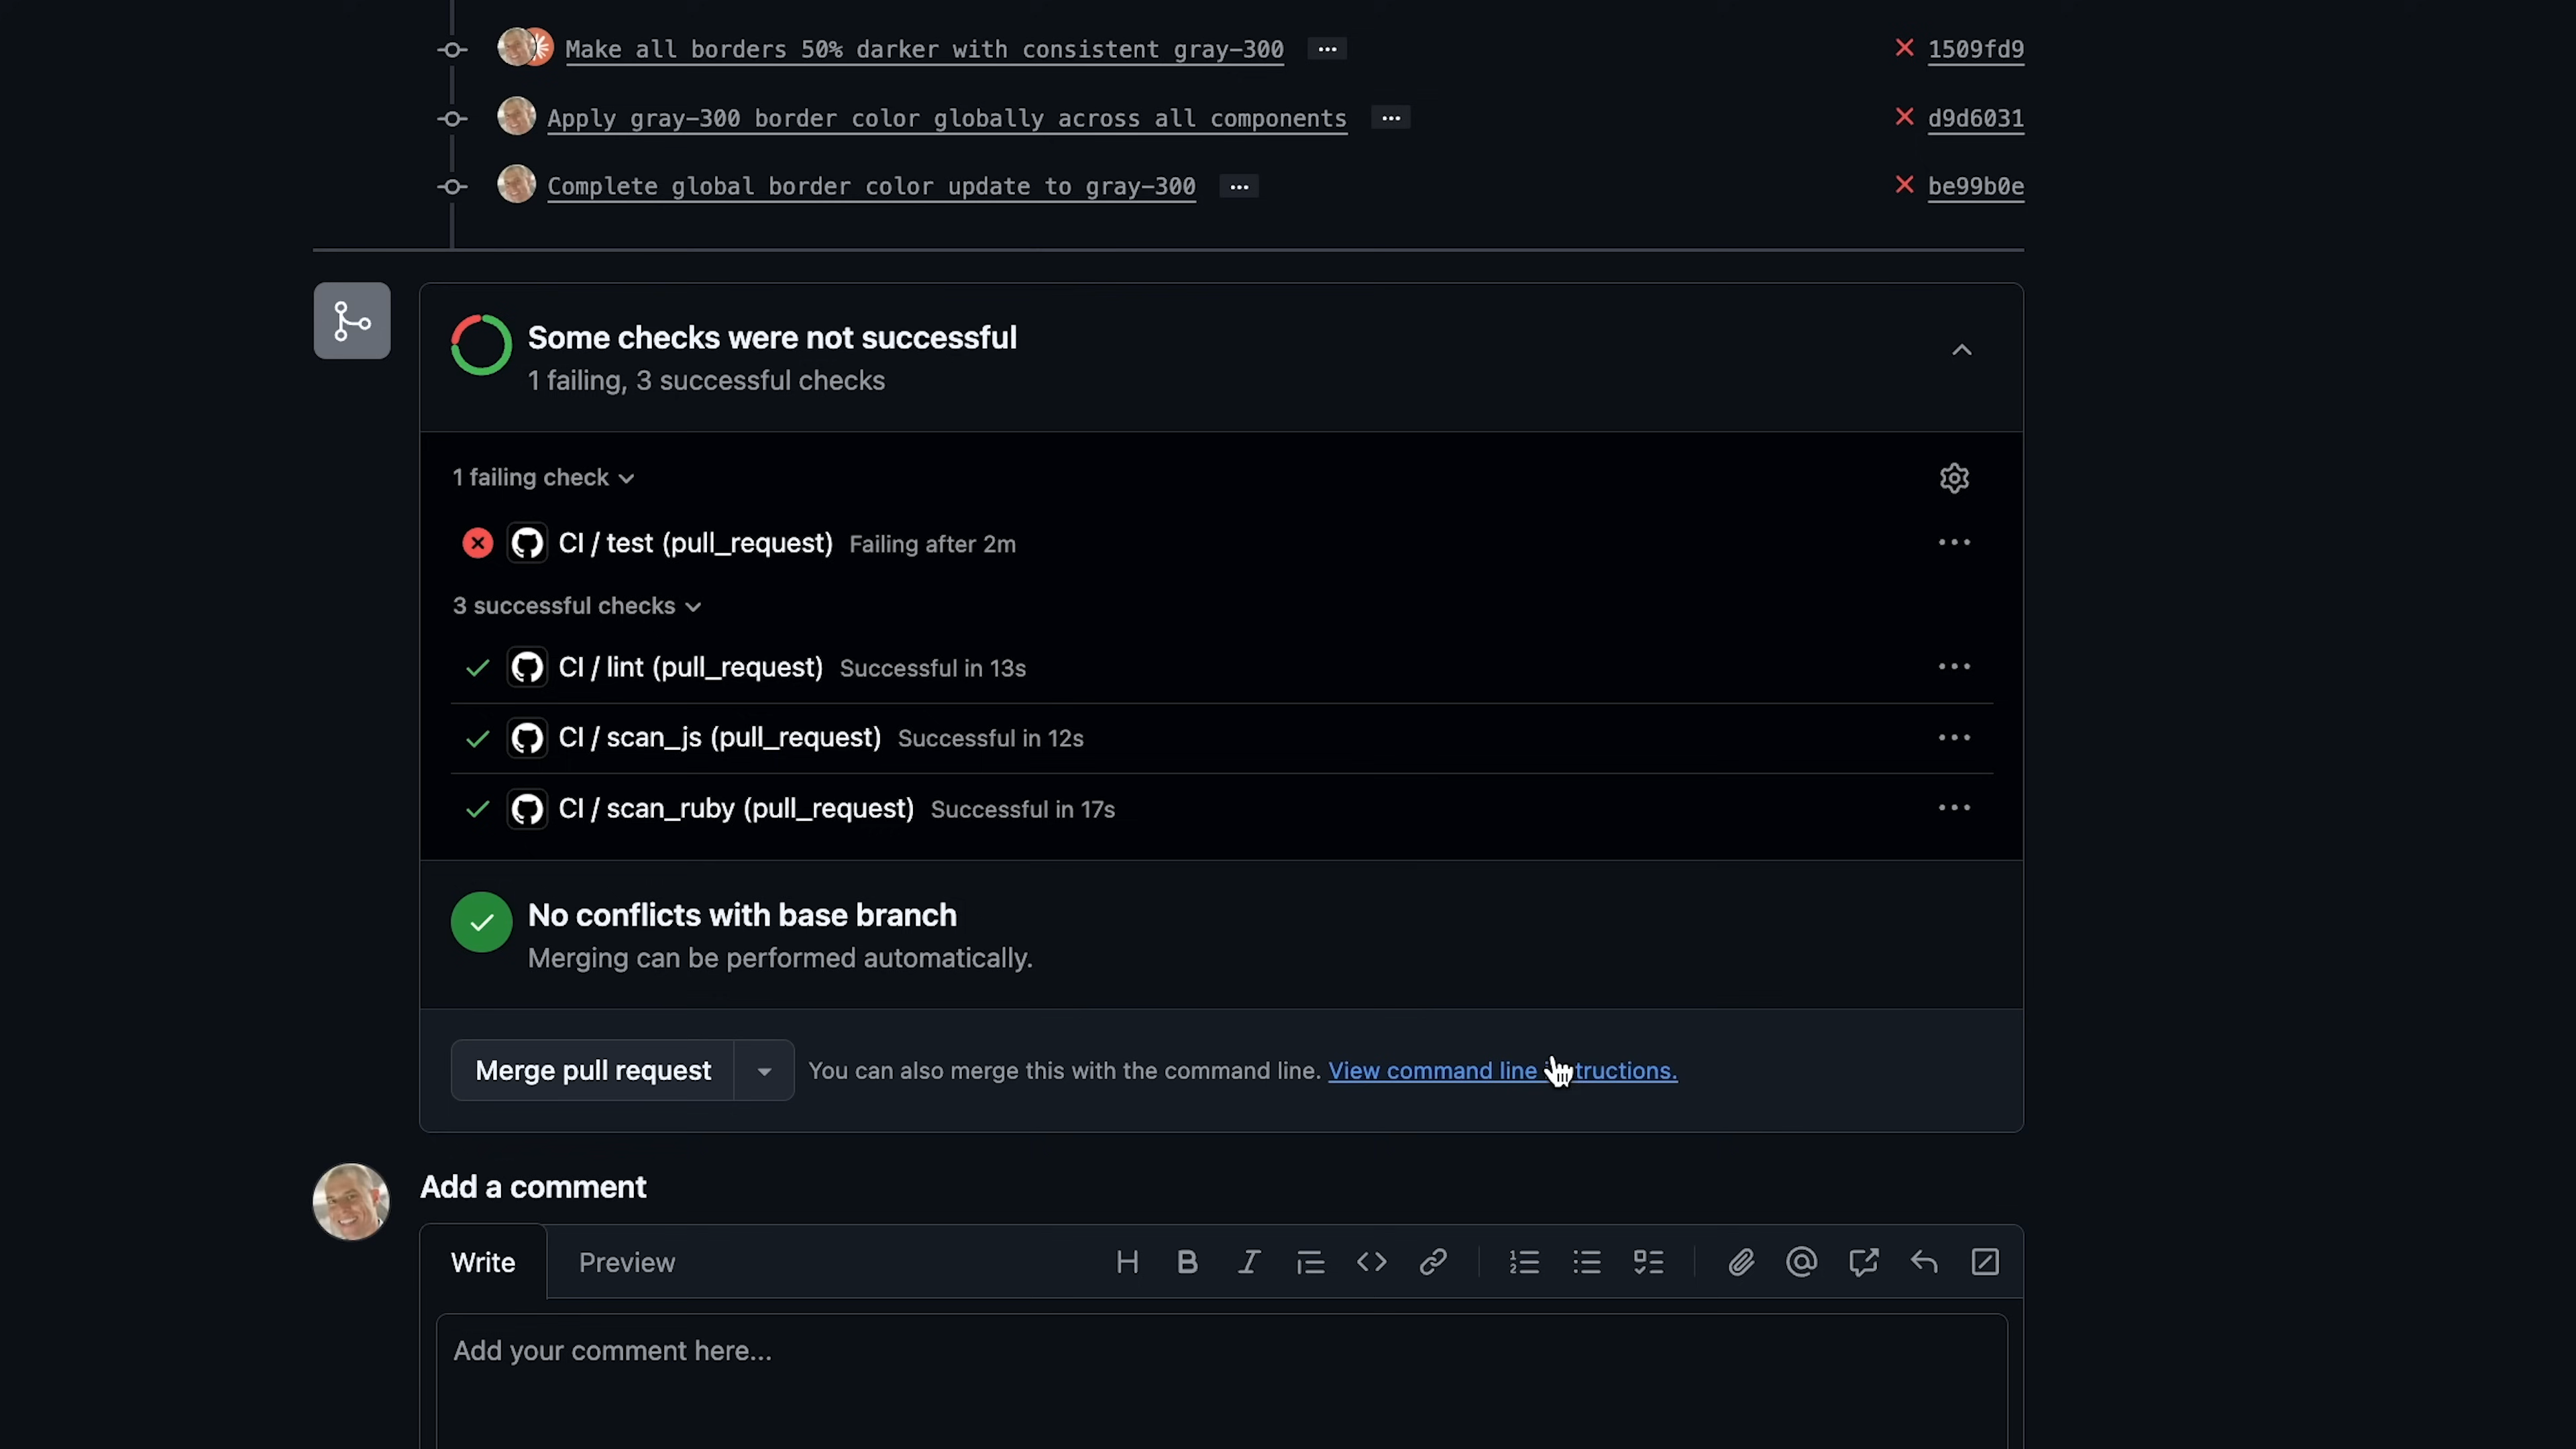 Make all borders 50% darker with consistent gray-300 ... 1509fd9
Apply gray-300 border color globally across all components ... d9d6031
Complete global border color update to gray-300 ... be99b0e
Some checks were not successful
1 failing, 3 successful checks
1 failing check
CI / test (pull_request) Failing after 2m
3 successful checks
CI / lint (pull_request) Successful in 13s
CI / scan_js (pull_request) Successful in 12s
CI / scan_ruby (pull_request) Successful in 17s
No conflicts with base branch
Merging can be performed automatically.
Merge pull request You can also merge this with the command line. View command line
Add a comment
Write Preview
Add your comment here...